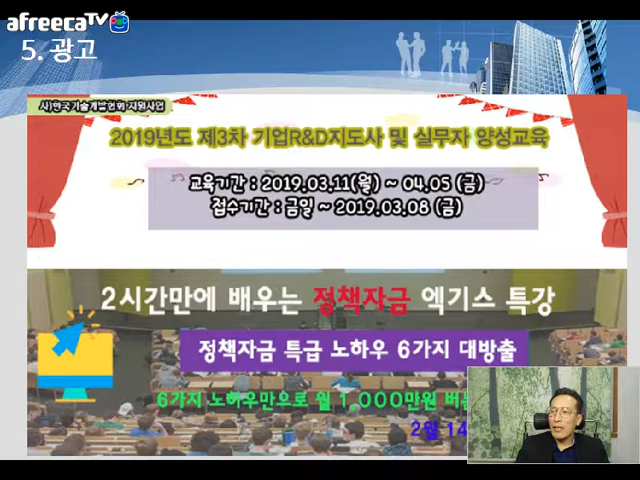 afreecaTV
5. 광고
사)한국기술개발협회 지원사업
2019년도 제3차 기업R&D지도사 및 실무자 양성교육
교육기간 : 2019.03.11(월) ~ 04.05 (금)
접수기간 : 금일 ~ 2019.03.08 (금)
2시간만에 배우는 정책자금 엑기스 특강
정책자금 특급 노하우 6가지 대방출
6가지 노하우만으로 월 1,000만원 버는
2월 14